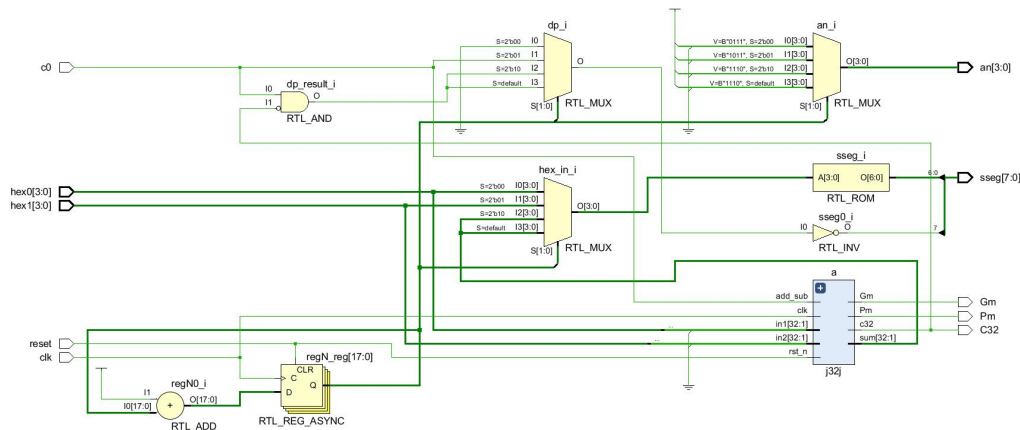 dp_i
S=2'b00 I0
S=2'b01 I1
S=2'b10 I2
S=default I3
O
S[1:0]
RTL_MUX
an_i
V=B"0111", S=2'b00 I0[3:0]
V=B"1011", S=2'b01 I1[3:0]
V=B"1110", S=2'b10 I2[3:0]
V=B"1110", S=default I3[3:0]
O[3:0]
S[1:0]
RTL_MUX
an[3:0]
c0
dp_result_i
I0
I1
O
RTL_AND
hex0[3:0]
hex1[3:0]
hex_in_i
S=2'b00 I0[3:0]
S=2'b01 I1[3:0]
S=2'b10 I2[3:0]
S=default I3[3:0]
O[3:0]
S[1:0]
RTL_MUX
sseg_i
A[3:0] O[6:0]
RTL_ROM
6:0
sseg[7:0]
sseg0_i
I0 O
7
RTL_INV
a
add_sub
clk
in1[32:1]
in2[32:1]
rst_n
Gm
Pm
c32
sum[32:1]
j32j
...
...
Gm
Pm
C32
reset
clk
regN_reg[17:0]
CLR
C
D
Q
RTL_REG_ASYNC
regN0_i
I1
I0[17:0]
+
O[17:0]
RTL_ADD